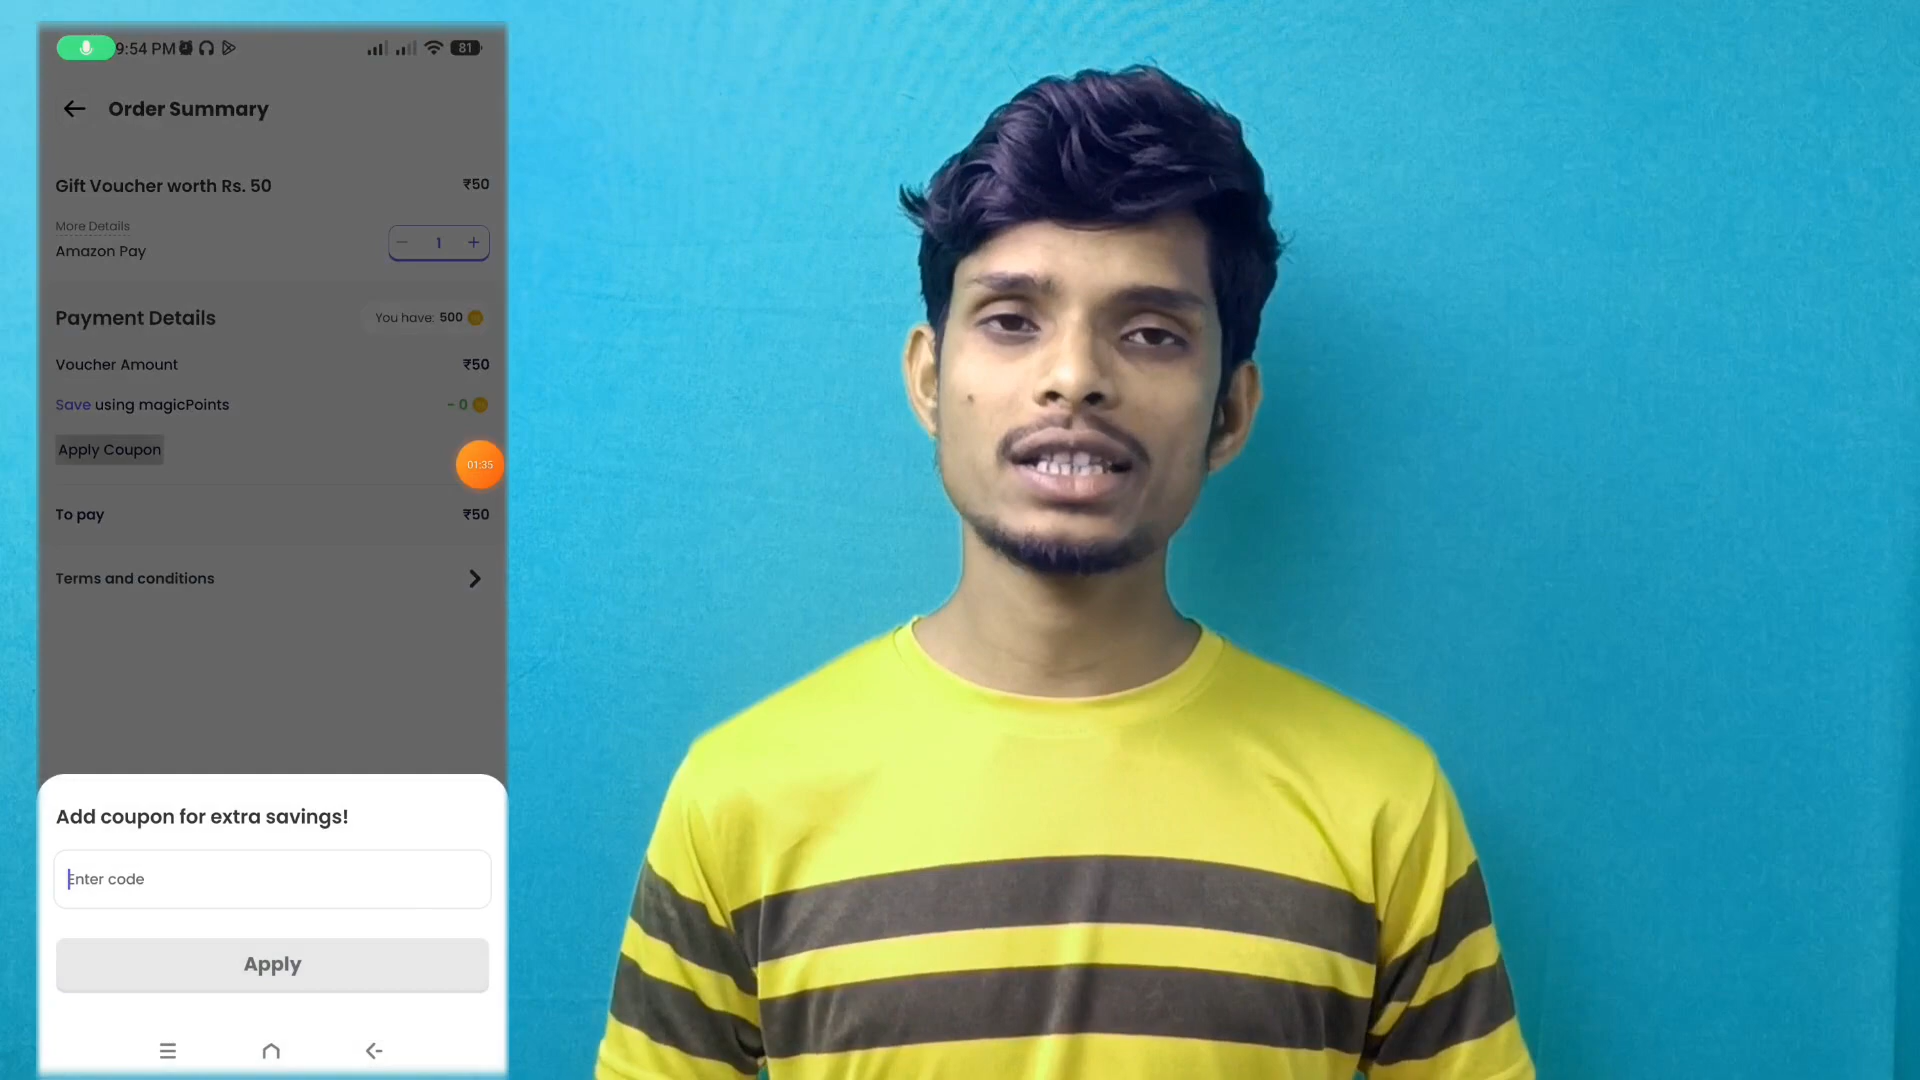 9:54 PM
81
Order Summary
Gift Voucher worth Rs. 50 ₹50
More Details
Amazon Pay
− 1 +
Payment Details You have: 500
Voucher Amount ₹50
Save using magicPoints - 0
Apply Coupon
01:35
To pay ₹50
Terms and conditions
Add coupon for extra savings!
Enter code
Apply